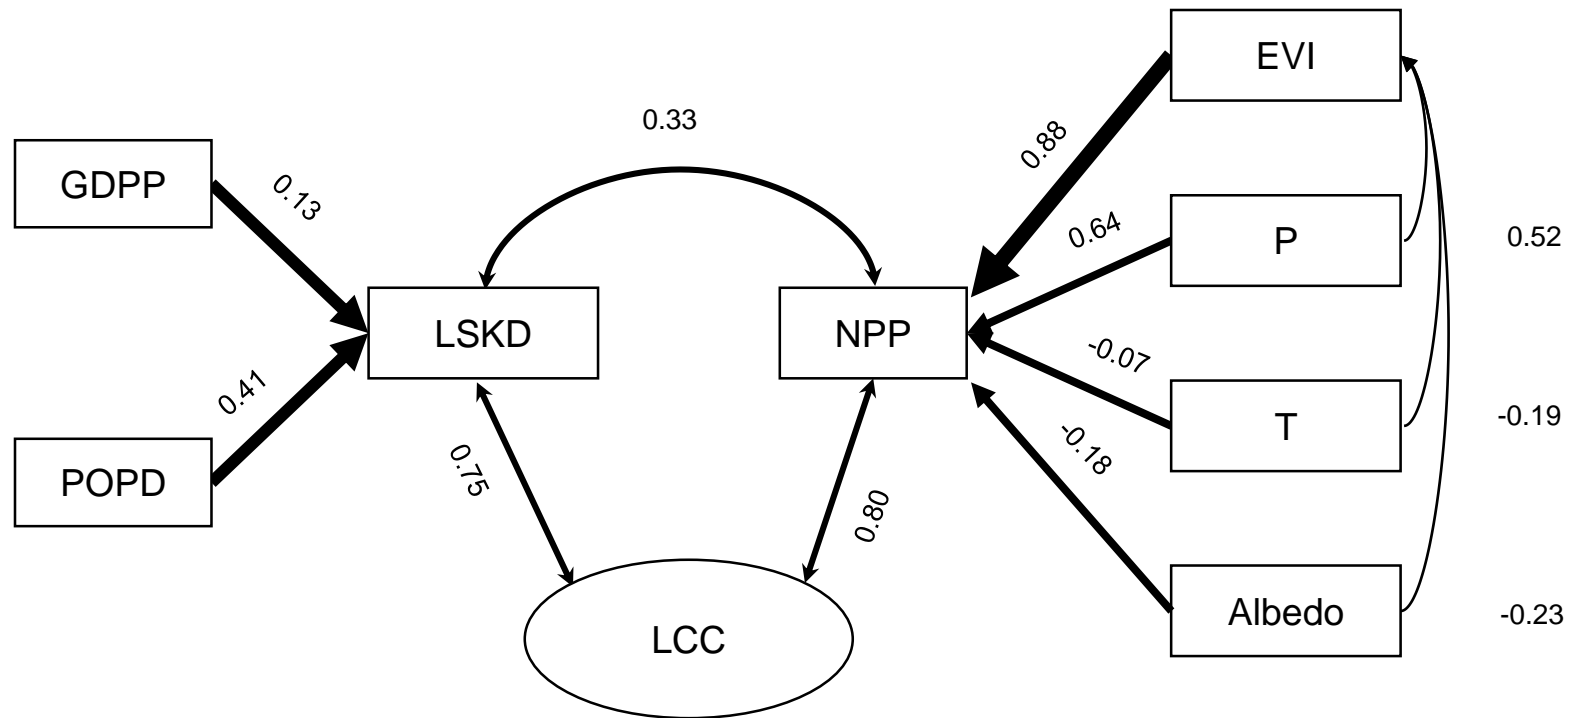 EVI
0.33
0.88
GDPP
0.13
0.64
P
0.52
LSKD
NPP
-0.07
0.41
T
-0.19
POPD
0.75
-0.18
0.80
Albedo
-0.23
LCC